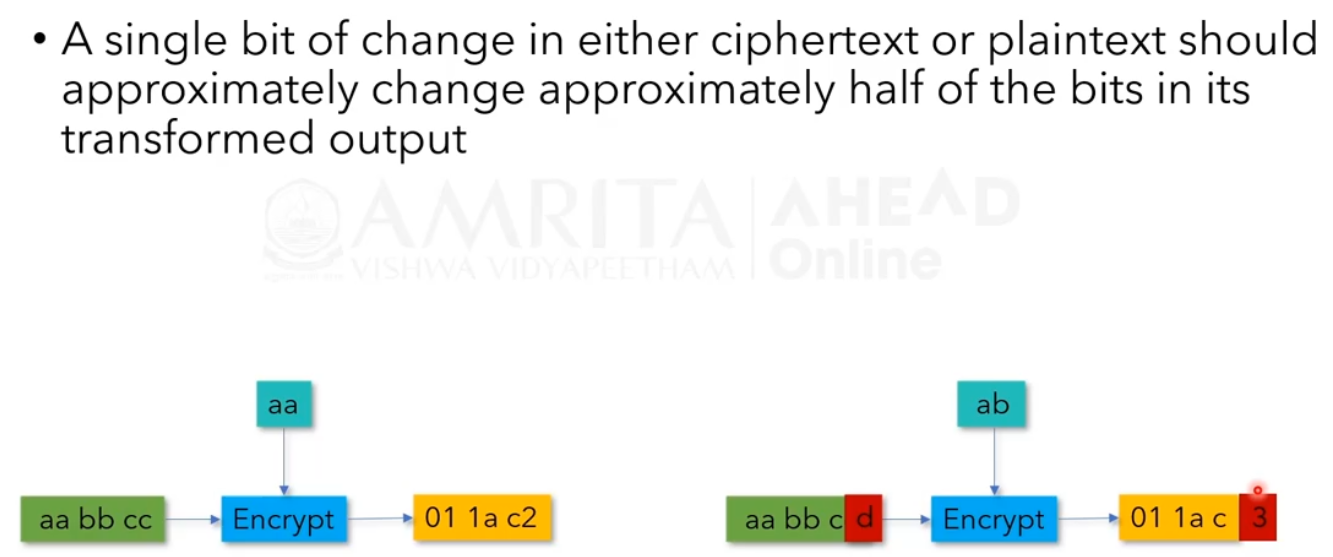 • A single bit of change in either ciphertext or plaintext should
approximately change approximately half of the bits in its
transformed output
AMRITA AHEAD
VISHWA VIDYAPEETHAM Online
aa
ab
aa bb cc Encrypt 01 1a c2
aa bb c d Encrypt 01 1a c 3